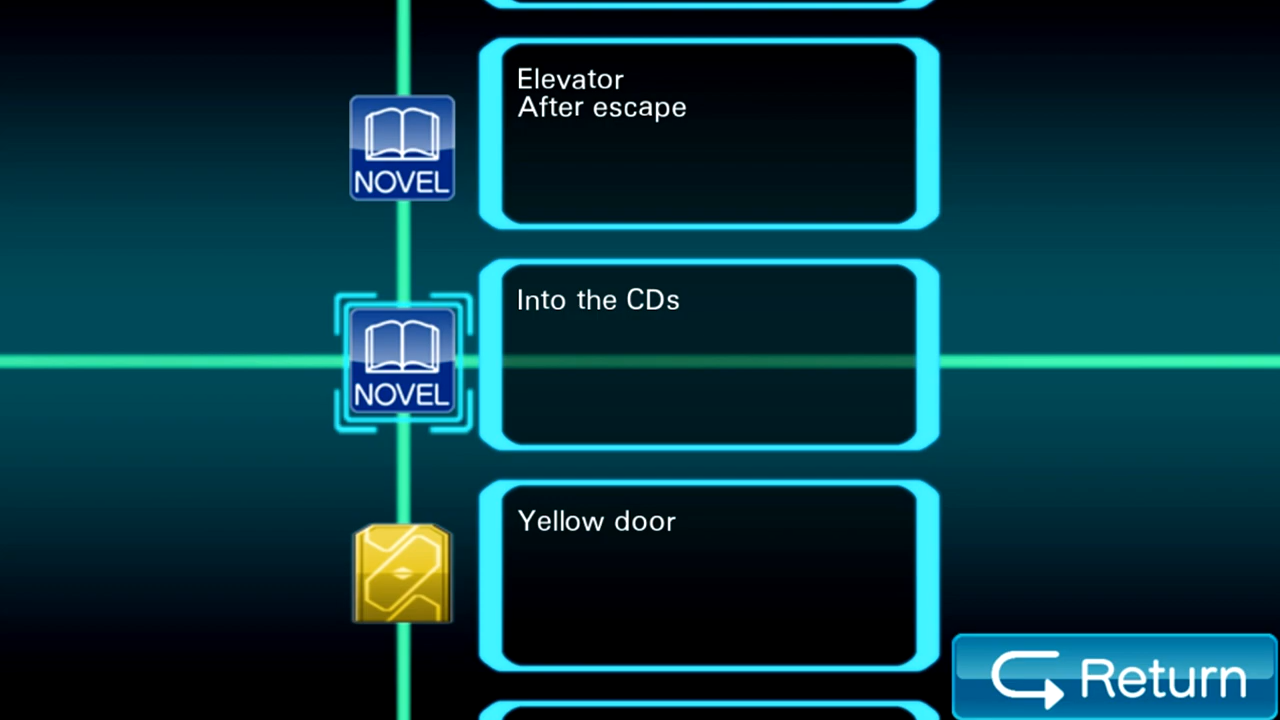 Elevator
After escape
NOVEL
Into the CDs
NOVEL
Yellow door
Return